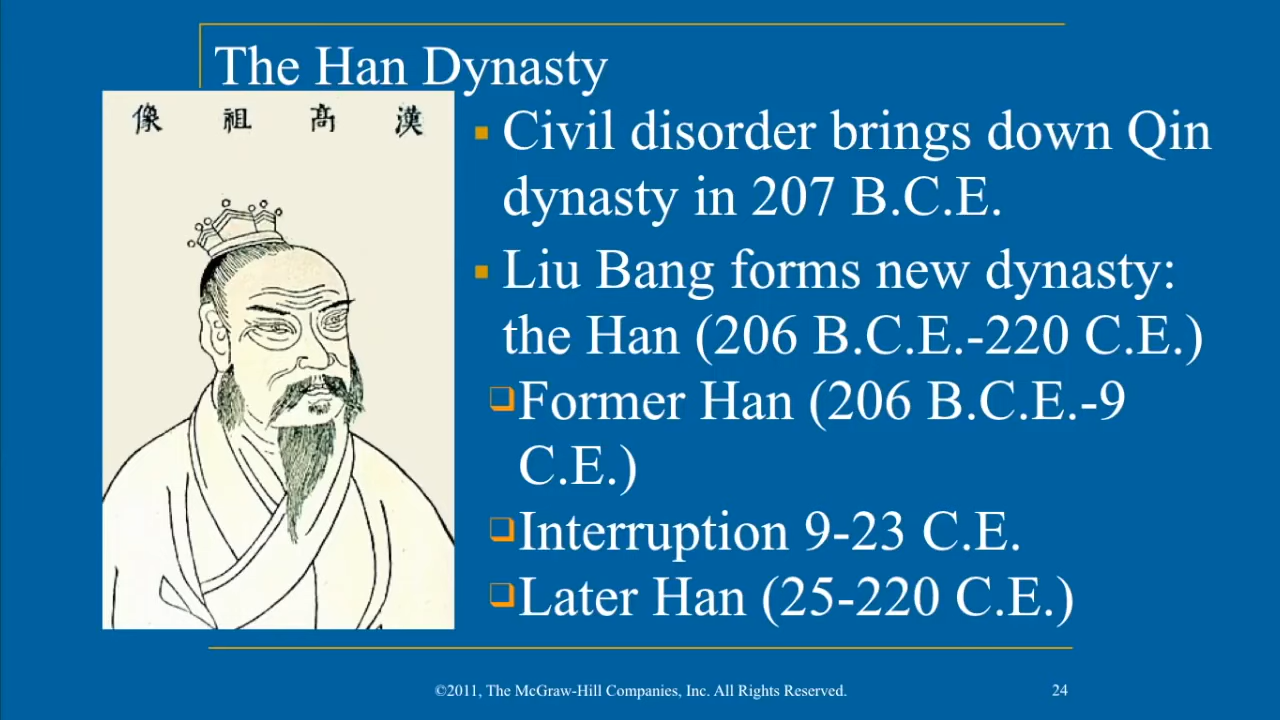 The Han Dynasty
漢高祖像
Civil disorder brings down Qin
dynasty in 207 B.C.E.
Liu Bang forms new dynasty:
the Han (206 B.C.E.-220 C.E.)
Former Han (206 B.C.E.-9
C.E.)
Interruption 9-23 C.E.
Later Han (25-220 C.E.)
©2011, The McGraw-Hill Companies, Inc. All Rights Reserved.
24